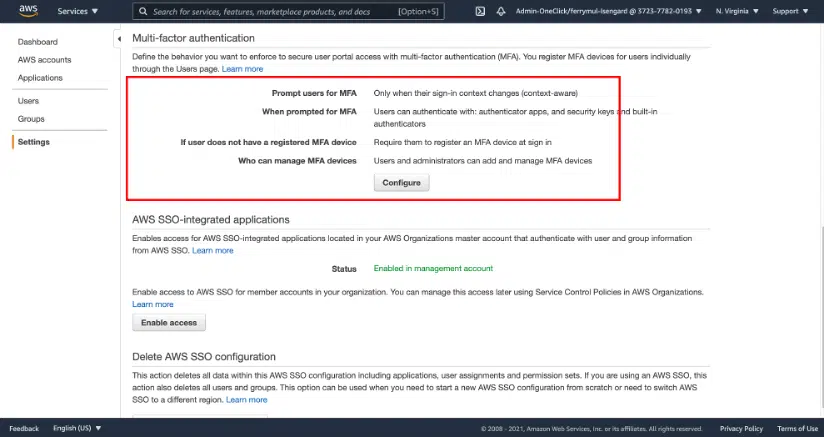 aws Services ▼ Search for services, features, marketplace products, and docs [Option+S] Admin-OneClick/ferrymul-Isengard @ 3723-7782-0193 ▼ N. Virginia ▼ Support ▼
Dashboard
AWS accounts
Applications
Users
Groups
Settings
Multi-factor authentication
Define the behavior you want to enforce to secure user portal access with multi-factor authentication (MFA). You register MFA devices for users individually
through the Users page. Learn more
Prompt users for MFA Only when their sign-in context changes (context-aware)
When prompted for MFA Users can authenticate with: authenticator apps, and security keys and built-in
authenticators
If user does not have a registered MFA device Require them to register an MFA device at sign in
Who can manage MFA devices Users and administrators can add and manage MFA devices
Configure
AWS SSO-integrated applications
Enables access for AWS SSO-integrated applications located in your AWS Organizations master account that authenticate with user and group information
from AWS SSO. Learn more
Status Enabled in management account
Enable access to AWS SSO for member accounts in your organization. You can manage this access later using Service Control Policies in AWS Organizations.
Learn more
Enable access
Delete AWS SSO configuration
This action deletes all data within this AWS SSO configuration including applications, user assignments and permission sets. If you are using an AWS SSO, this
action also deletes all users and groups. This option can be used when you need to start a new AWS SSO configuration from scratch or need to switch AWS
SSO to a different region. Learn more
Feedback English (US) ▼ © 2008 - 2021, Amazon Web Services, Inc. or its affiliates. All rights reserved. Privacy Policy Terms of Use